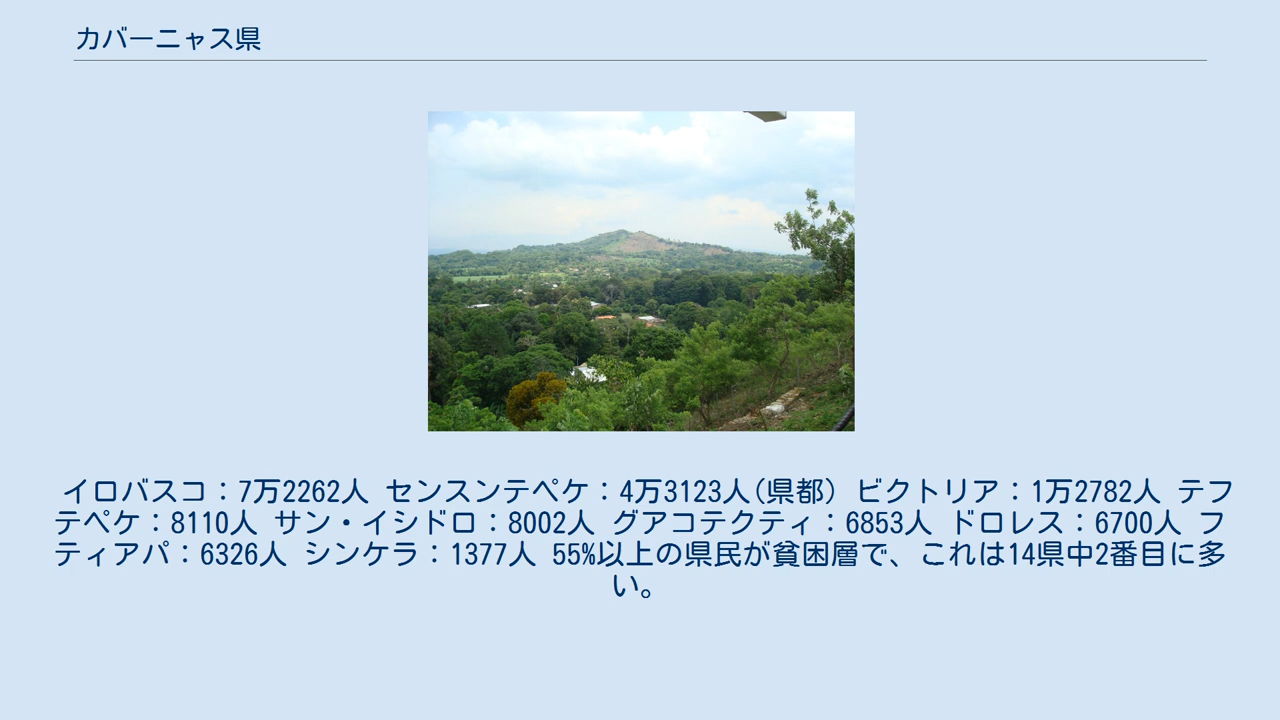 カバーニャス県
イロバスコ：7万2262人 センスンテペケ：4万3123人(県都) ビクトリア：1万2782人 テフ
テペケ：8110人 サン・イシドロ：8002人 グアコテクティ：6853人 ドロレス：6700人 フ
ティアパ：6326人 シンケラ：1377人 55%以上の県民が貧困層で、これは14県中2番目に多
い。